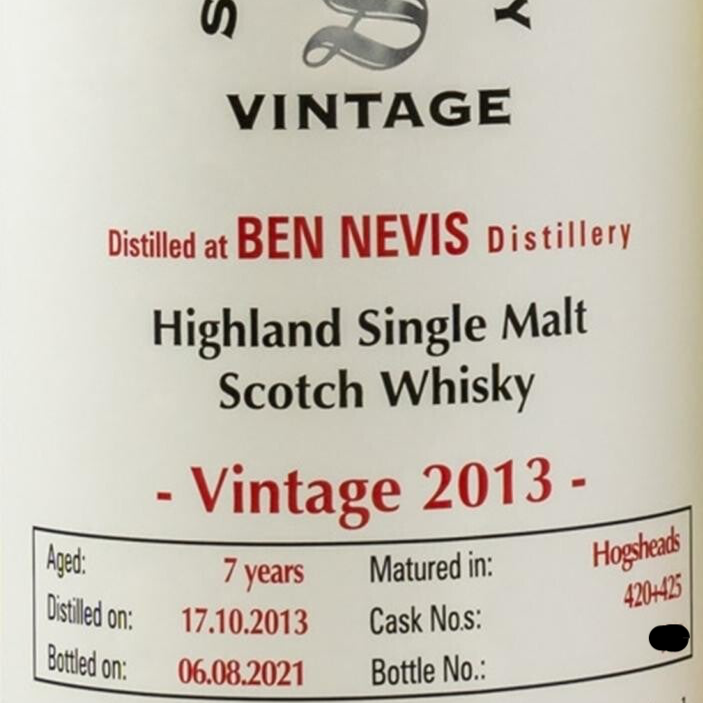 VINTAGE
Distilled at BEN NEVIS Distillery
Highland Single Malt
Scotch Whisky
- Vintage 2013 -
Aged: 7 years Matured in: Hogsheads
Distilled on: 17.10.2013 Cask No.s: 420+425
Bottled on: 06.08.2021 Bottle No.: